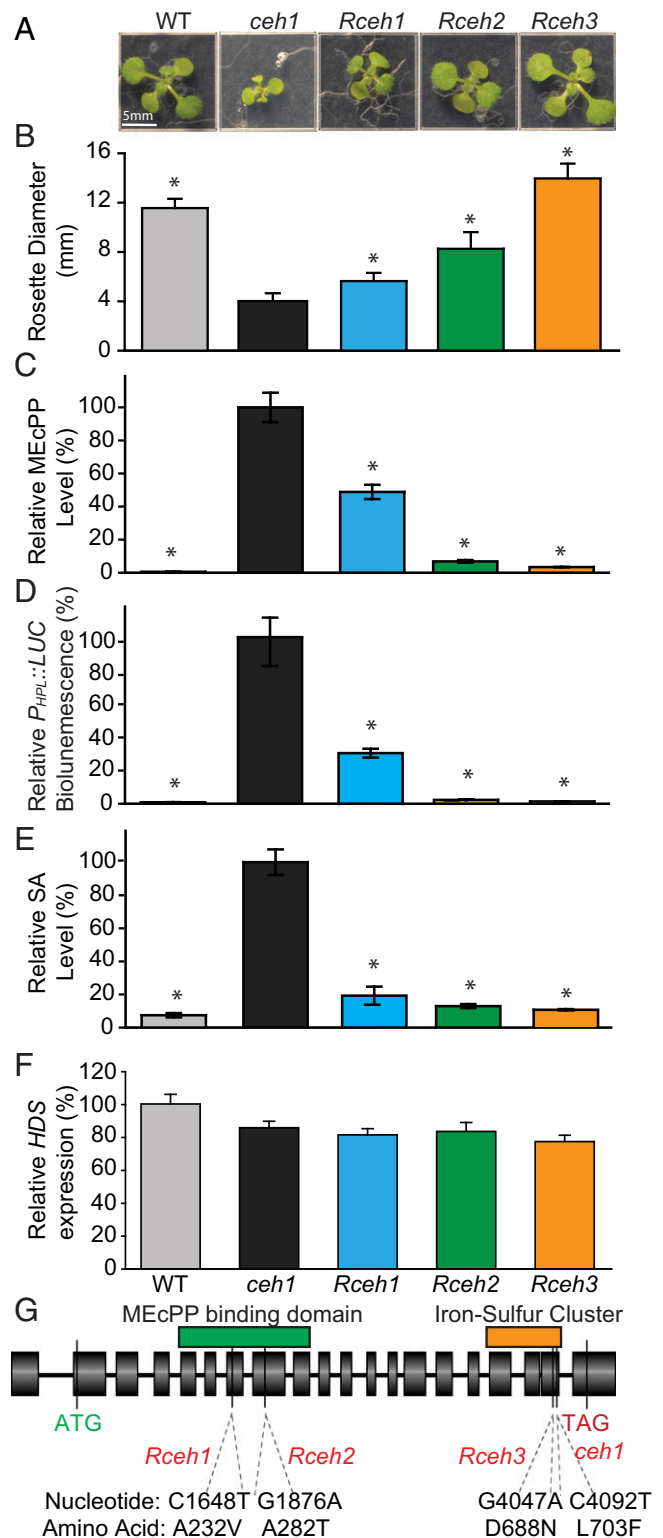 A
WT ceh1 Rceh1 Rceh2 Rceh3
5mm
B
Rosette Diameter
(mm)
16
12
8
4
0
*
*
*
*
C
Relative MEcPP
Level (%)
100
80
60
40
20
0
*
*
*
*
D
Relative PHPL::LUC
Biolunemescence (%)
100
80
60
40
20
0
*
*
*
*
E
Relative SA
Level (%)
100
80
60
40
20
0
*
*
*
*
F
Relative HDS
expression (%)
120
100
80
60
40
20
0
WT ceh1 Rceh1 Rceh2 Rceh3
G
MEcPP binding domain Iron-Sulfur Cluster
ATG TAG
Rceh1 Rceh2 Rceh3 ceh1
Nucleotide: C1648T G1876A G4047A C4092T
Amino Acid: A232V A282T D688N L703F